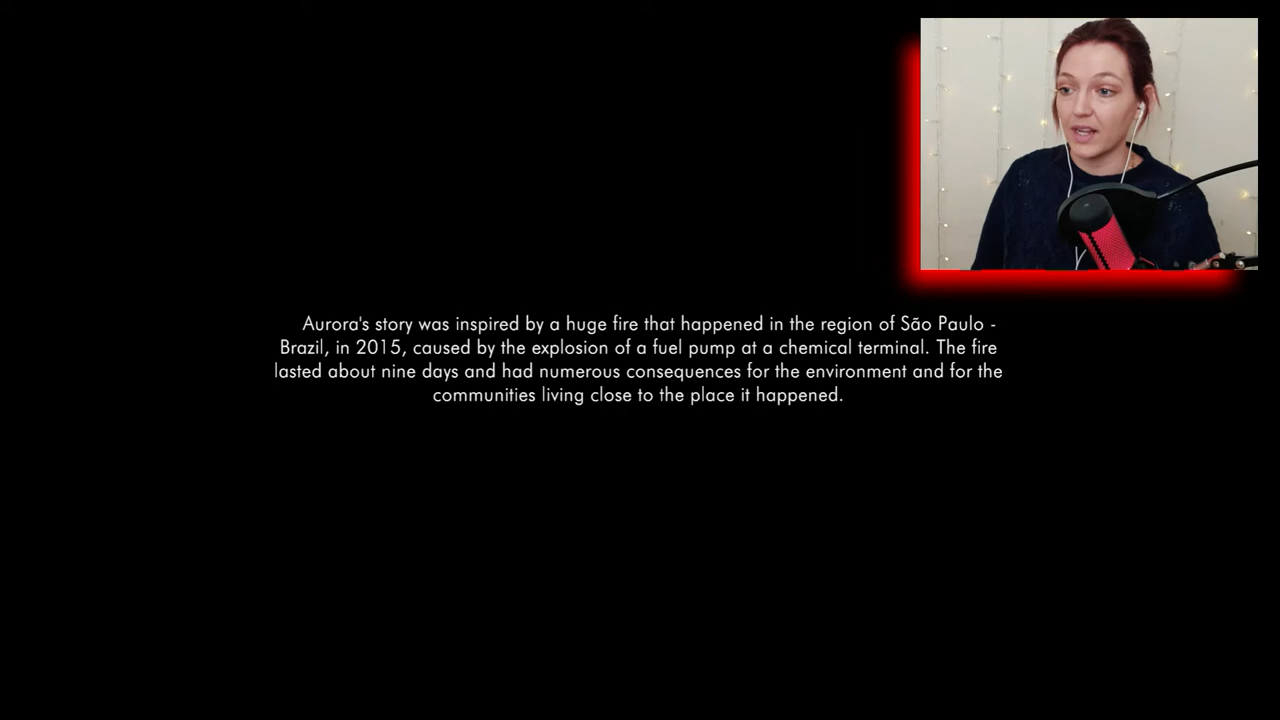 Aurora's story was inspired by a huge fire that happened in the region of São Paulo -
Brazil, in 2015, caused by the explosion of a fuel pump at a chemical terminal. The fire
lasted about nine days and had numerous consequences for the environment and for the
communities living close to the place it happened.